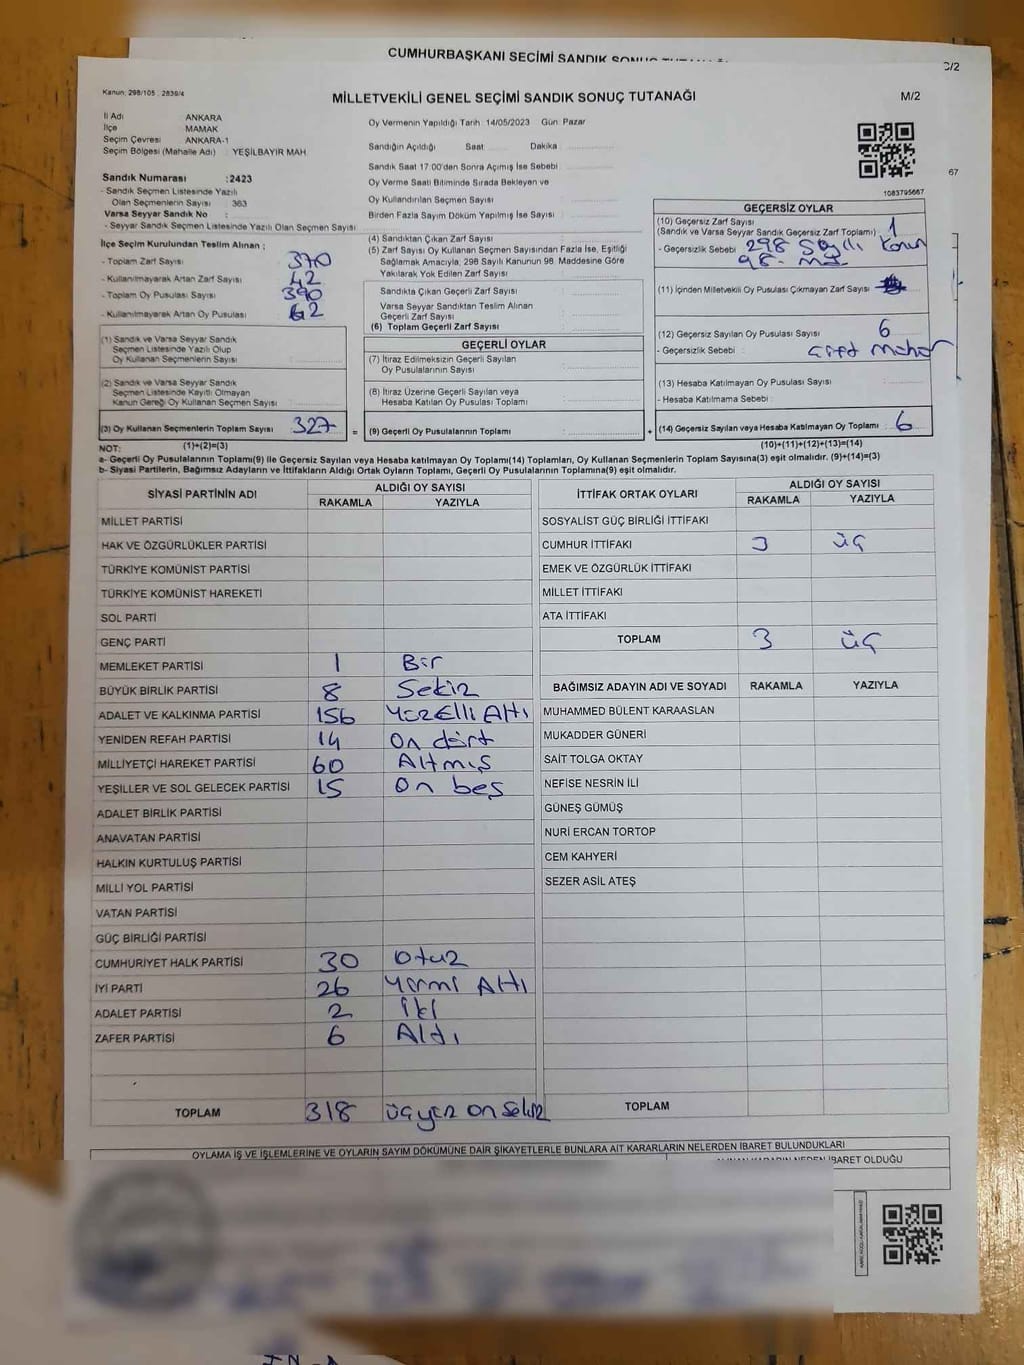 CUMHURBAŞKANI SEÇİMİ SANDIK SONUÇ
C/2
Kanun: 298/105 : 2839/4
MİLLETVEKİLİ GENEL SEÇİMİ SANDIK SONUÇ TUTANAĞI
M/2
İl Adı ANKARA
İlçe MAMAK
Seçim Çevresi ANKARA-1
Seçim Bölgesi (Mahalle Adı) : YEŞİLBAYIR MAH
Sandık Numarası :2423
- Sandık Seçmen Listesinde Yazılı
Olan Seçmenlerin Sayısı : 363
Varsa Seyyar Sandık No :
- Seyyar Sandık Seçmen Listesinde Yazılı Olan Seçmen Sayısı
İlçe Seçim Kurulundan Teslim Alınan ;
- Toplam Zarf Sayısı 370
- Kullanılmayarak Artan Zarf Sayısı 42
- Toplam Oy Pusulası Sayısı 390
- Kullanılmayarak Artan Oy Pusulası 62
(1) Sandık ve Varsa Seyyar Sandık
Seçmen Listesinde Yazılı Olup
Oy Kullanan Seçmenlerin Sayısı :
(2) Sandık ve Varsa Seyyar Sandık
Seçmen Listesinde Kayıtlı Olmayan
Kanun Gereği Oy Kullanan Seçmen Sayısı :
(3) Oy Kullanan Seçmenlerin Toplam Sayısı 327
Oy Vermenin Yapıldığı Tarih :14/05/2023 Gün: Pazar
Sandığın Açıldığı Saat: Dakika :
Sandık Saat 17:00'den Sonra Açılmış İse Sebebi :
Oy Verme Saati Bitiminde Sırada Bekleyen ve
Oy Kullandırılan Seçmen Sayısı
Birden Fazla Sayım Döküm Yapılmış İse Sayısı :
(4) Sandıktan Çıkan Zarf Sayısı :
(5) Zarf Sayısı Oy Kullanan Seçmen Sayısından Fazla İse, Eşitliği
Sağlamak Amacıyla, 298 Sayılı Kanunun 98. Maddesine Göre
Yakılarak Yok Edilen Zarf Sayısı :
Sandıkta Çıkan Geçerli Zarf Sayısı :
Varsa Seyyar Sandıktan Teslim Alınan
Geçerli Zarf Sayısı :
(6) Toplam Geçerli Zarf Sayısı :
GEÇERLİ OYLAR
(7) İtiraz Edilmeksizin Geçerli Sayılan
Oy Pusulalarının Sayısı :
(8) İtiraz Üzerine Geçerli Sayılan veya
Hesaba Katılan Oy Pusulası Toplamı :
= (9) Geçerli Oy Pusulalarının Toplamı : +
1083795667
67
GEÇERSİZ OYLAR
(10) Geçersiz Zarf Sayısı
(Sandık ve Varsa Seyyar Sandık Geçersiz Zarf Toplamı) : 1
- Geçersizlik Sebebi : 298 Sayılı Kanun
98- Md.
(11) İçinden Milletvekili Oy Pusulası Çıkmayan Zarf Sayısı :
(12) Geçersiz Sayılan Oy Pusulası Sayısı : 6
- Geçersizlik Sebebi : Çift Mühür
(13) Hesaba Katılmayan Oy Pusulası Sayısı :
- Hesaba Katılmama Sebebi :
(14) Geçersiz Sayılan veya Hesaba Katılmayan Oy Toplamı : 6
NOT: (1)+(2)=(3) (10)+(11)+(12)+(13)=(14)
a- Geçerli Oy Pusulalarının Toplamı(9) ile Geçersiz Sayılan veya Hesaba katılmayan Oy Toplamı(14) Toplamları, Oy Kullanan Seçmenlerin Toplam Sayısına(3) eşit olmalıdır. (9)+(14)=(3)
b- Siyasi Partilerin, Bağımsız Adayların ve İttifakların Aldığı Ortak Oyların Toplamı, Geçerli Oy Pusulalarının Toplamına(9) eşit olmalıdır.
SİYASİ PARTİNİN ADI ALDIĞI OY SAYISI
RAKAMLA YAZIYLA
MİLLET PARTİSİ
HAK VE ÖZGÜRLÜKLER PARTİSİ
TÜRKİYE KOMÜNİST PARTİSİ
TÜRKİYE KOMÜNİST HAREKETİ
SOL PARTİ
GENÇ PARTİ
MEMLEKET PARTİSİ 1 Bir
BÜYÜK BİRLİK PARTİSİ 8 Sekiz
ADALET VE KALKINMA PARTİSİ 156 Yüzelli Altı
YENİDEN REFAH PARTİSİ 14 On dört
MİLLİYETÇİ HAREKET PARTİSİ 60 Altmış
YEŞİLLER VE SOL GELECEK PARTİSİ 15 On beş
ADALET BİRLİK PARTİSİ
ANAVATAN PARTİSİ
HALKIN KURTULUŞ PARTİSİ
MİLLİ YOL PARTİSİ
VATAN PARTİSİ
GÜÇ BİRLİĞİ PARTİSİ
CUMHURİYET HALK PARTİSİ 30 Otuz
İYİ PARTİ 26 Yirmi Altı
ADALET PARTİSİ 2 İki
ZAFER PARTİSİ 6 Altı
TOPLAM 318 Üçyüz On Sekiz
İTTİFAK ORTAK OYLARI ALDIĞI OY SAYISI
RAKAMLA YAZIYLA
SOSYALİST GÜÇ BİRLİĞİ İTTİFAKI
CUMHUR İTTİFAKI 3 Üç
EMEK VE ÖZGÜRLÜK İTTİFAKI
MİLLET İTTİFAKI
ATA İTTİFAKI
TOPLAM 3 Üç
BAĞIMSIZ ADAYIN ADI VE SOYADI RAKAMLA YAZIYLA
MUHAMMED BÜLENT KARAASLAN
MUKADDER GÜNERİ
SAİT TOLGA OKTAY
NEFİSE NESRİN İLİ
GÜNEŞ GÜMÜŞ
NURİ ERCAN TORTOP
CEM KAHYERİ
SEZER ASİL ATEŞ
TOPLAM
OYLAMA İŞ VE İŞLEMLERİNE VE OYLARIN SAYIM DÖKÜMÜNE DAİR ŞİKAYETLERLE BUNLARA AİT KARARLARIN NELERDEN İBARET BULUNDUKLARI
ALINAN KARARIN NEDEN İBARET OLDUĞU